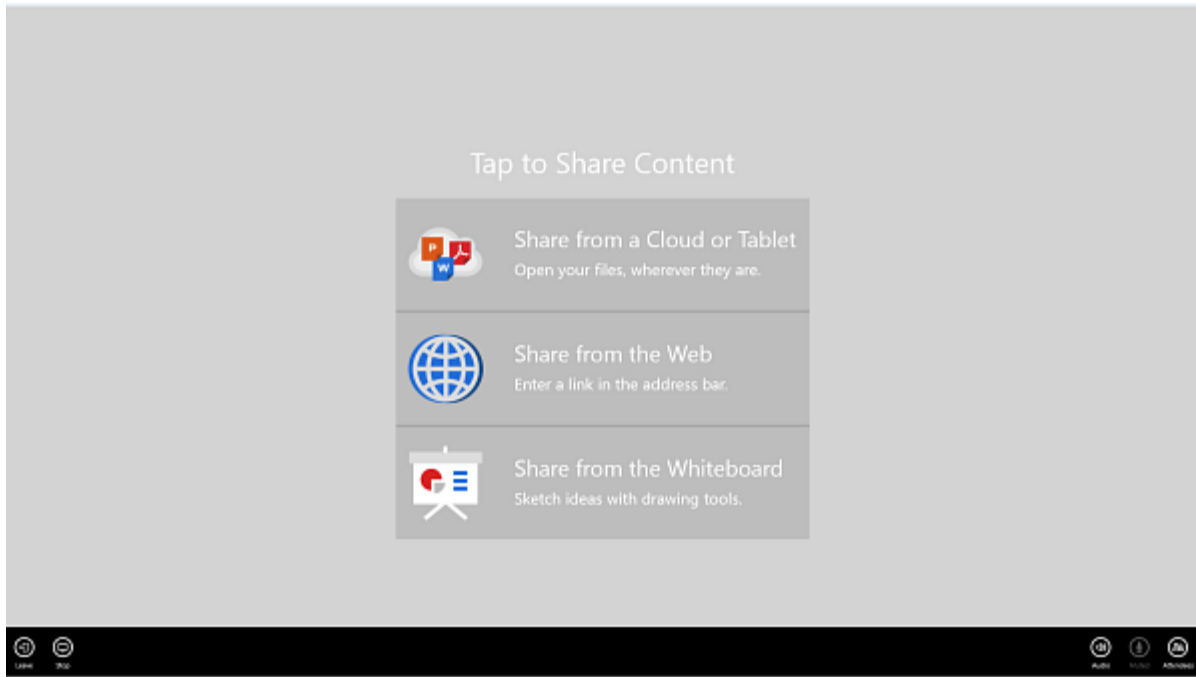 Tap to Share Content
P
W
Share from a Cloud or Tablet
Open your files, wherever they are.
Share from the Web
Enter a link in the address bar.
Share from the Whiteboard
Sketch ideas with drawing tools.
Leave Stop Audio Muted Attendees